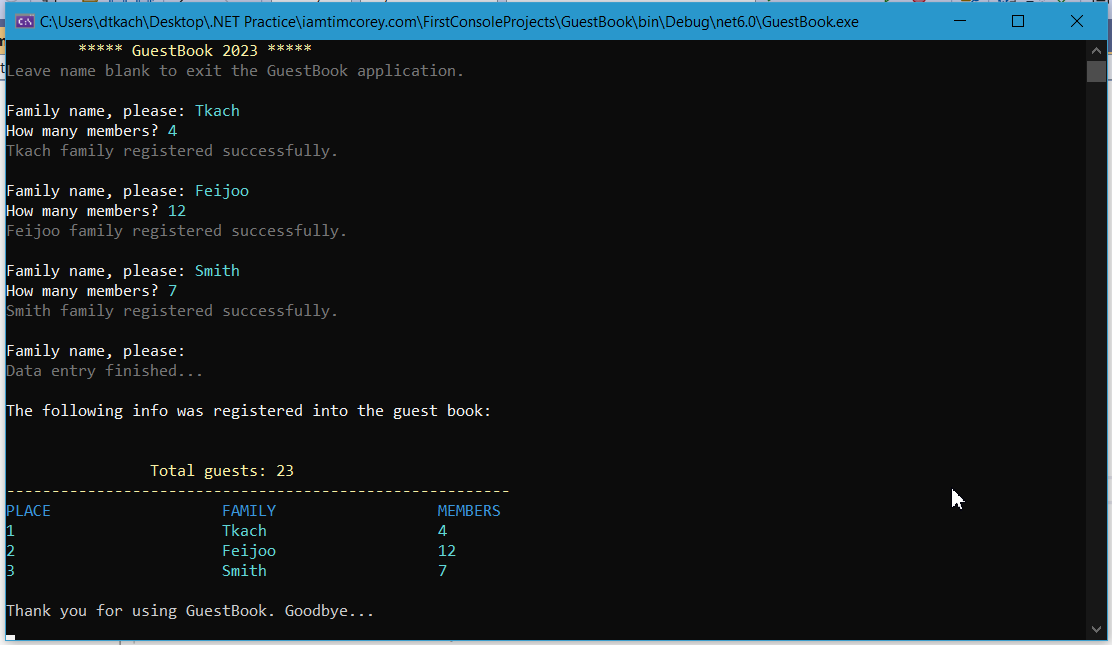 C:\Users\dtkach\Desktop\.NET Practice\iamtimcorey.com\FirstConsoleProjects\GuestBook\bin\Debug\net6.0\GuestBook.exe
***** GuestBook 2023 *****
Leave name blank to exit the GuestBook application.
Family name, please: Tkach
How many members? 4
Tkach family registered successfully.
Family name, please: Feijoo
How many members? 12
Feijoo family registered successfully.
Family name, please: Smith
How many members? 7
Smith family registered successfully.
Family name, please:
Data entry finished...
The following info was registered into the guest book:
Total guests: 23
--------------------------------------------------------
PLACE FAMILY MEMBERS
1 Tkach 4
2 Feijoo 12
3 Smith 7
Thank you for using GuestBook. Goodbye...